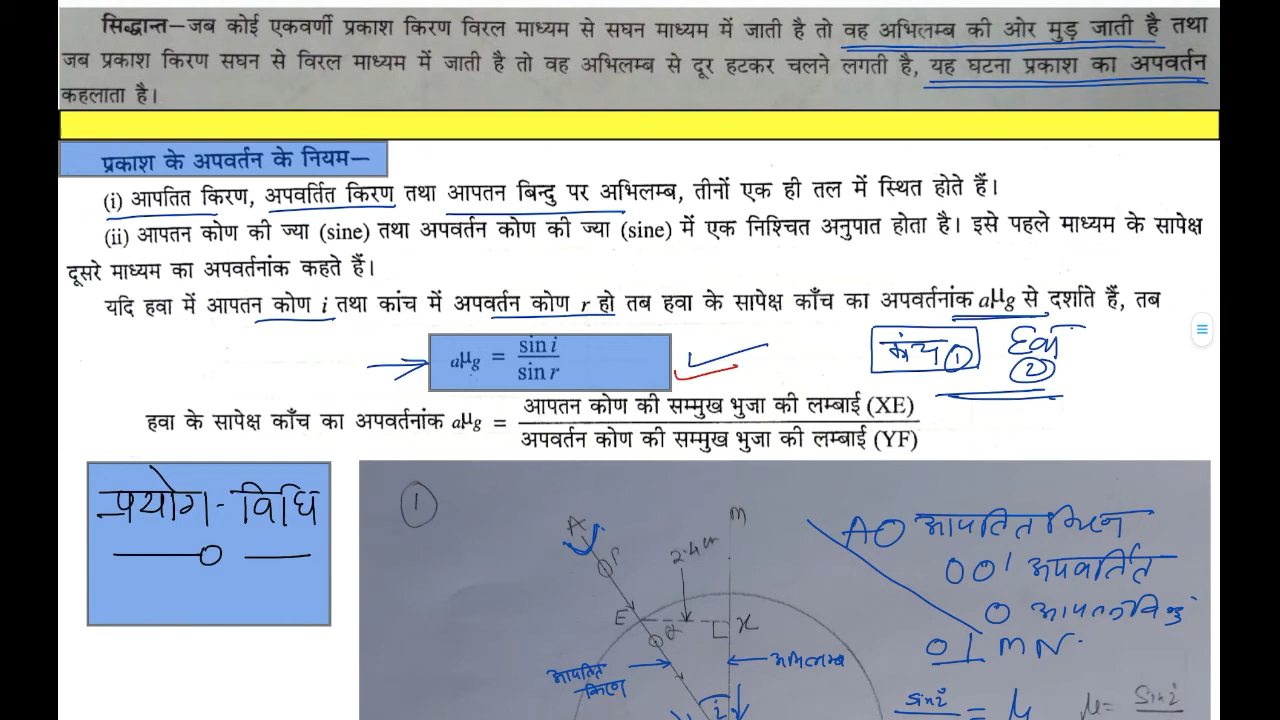 सिद्धान्त—जब कोई एकवर्णी प्रकाश किरण विरल माध्यम से सघन माध्यम में जाती है तो वह अभिलम्ब की ओर मुड़ जाती है तथा
जब प्रकाश किरण सघन से विरल माध्यम में जाती है तो वह अभिलम्ब से दूर हटकर चलने लगती है, यह घटना प्रकाश का अपवर्तन
कहलाता है।
प्रकाश के अपवर्तन के नियम—
(i) आपतित किरण, अपवर्तित किरण तथा आपतन बिन्दु पर अभिलम्ब, तीनों एक ही तल में स्थित होते हैं।
(ii) आपतन कोण की ज्या (sine) तथा अपवर्तन कोण की ज्या (sine) में एक निश्चित अनुपात होता है। इसे पहले माध्यम के सापेक्ष
दूसरे माध्यम का अपवर्तनांक कहते हैं।
यदि हवा में आपतन कोण i तथा कांच में अपवर्तन कोण r हो तब हवा के सापेक्ष काँच का अपवर्तनांक aμg से दर्शाते हैं, तब
aμg = sin i / sin r
कांच ① हवा ②
हवा के सापेक्ष काँच का अपवर्तनांक aμg = आपतन कोण की सम्मुख भुजा की लम्बाई (XE) / अपवर्तन कोण की सम्मुख भुजा की लम्बाई (YF)
प्रयोग-विधि
①
A
P
M
2.4 cm
E
X
आपतित किरण
अभिलम्ब
i
AO आपतित किरण
OO' अपवर्तित
O आपतन बिन्दु
MN
sin i = μ
μ = sin i